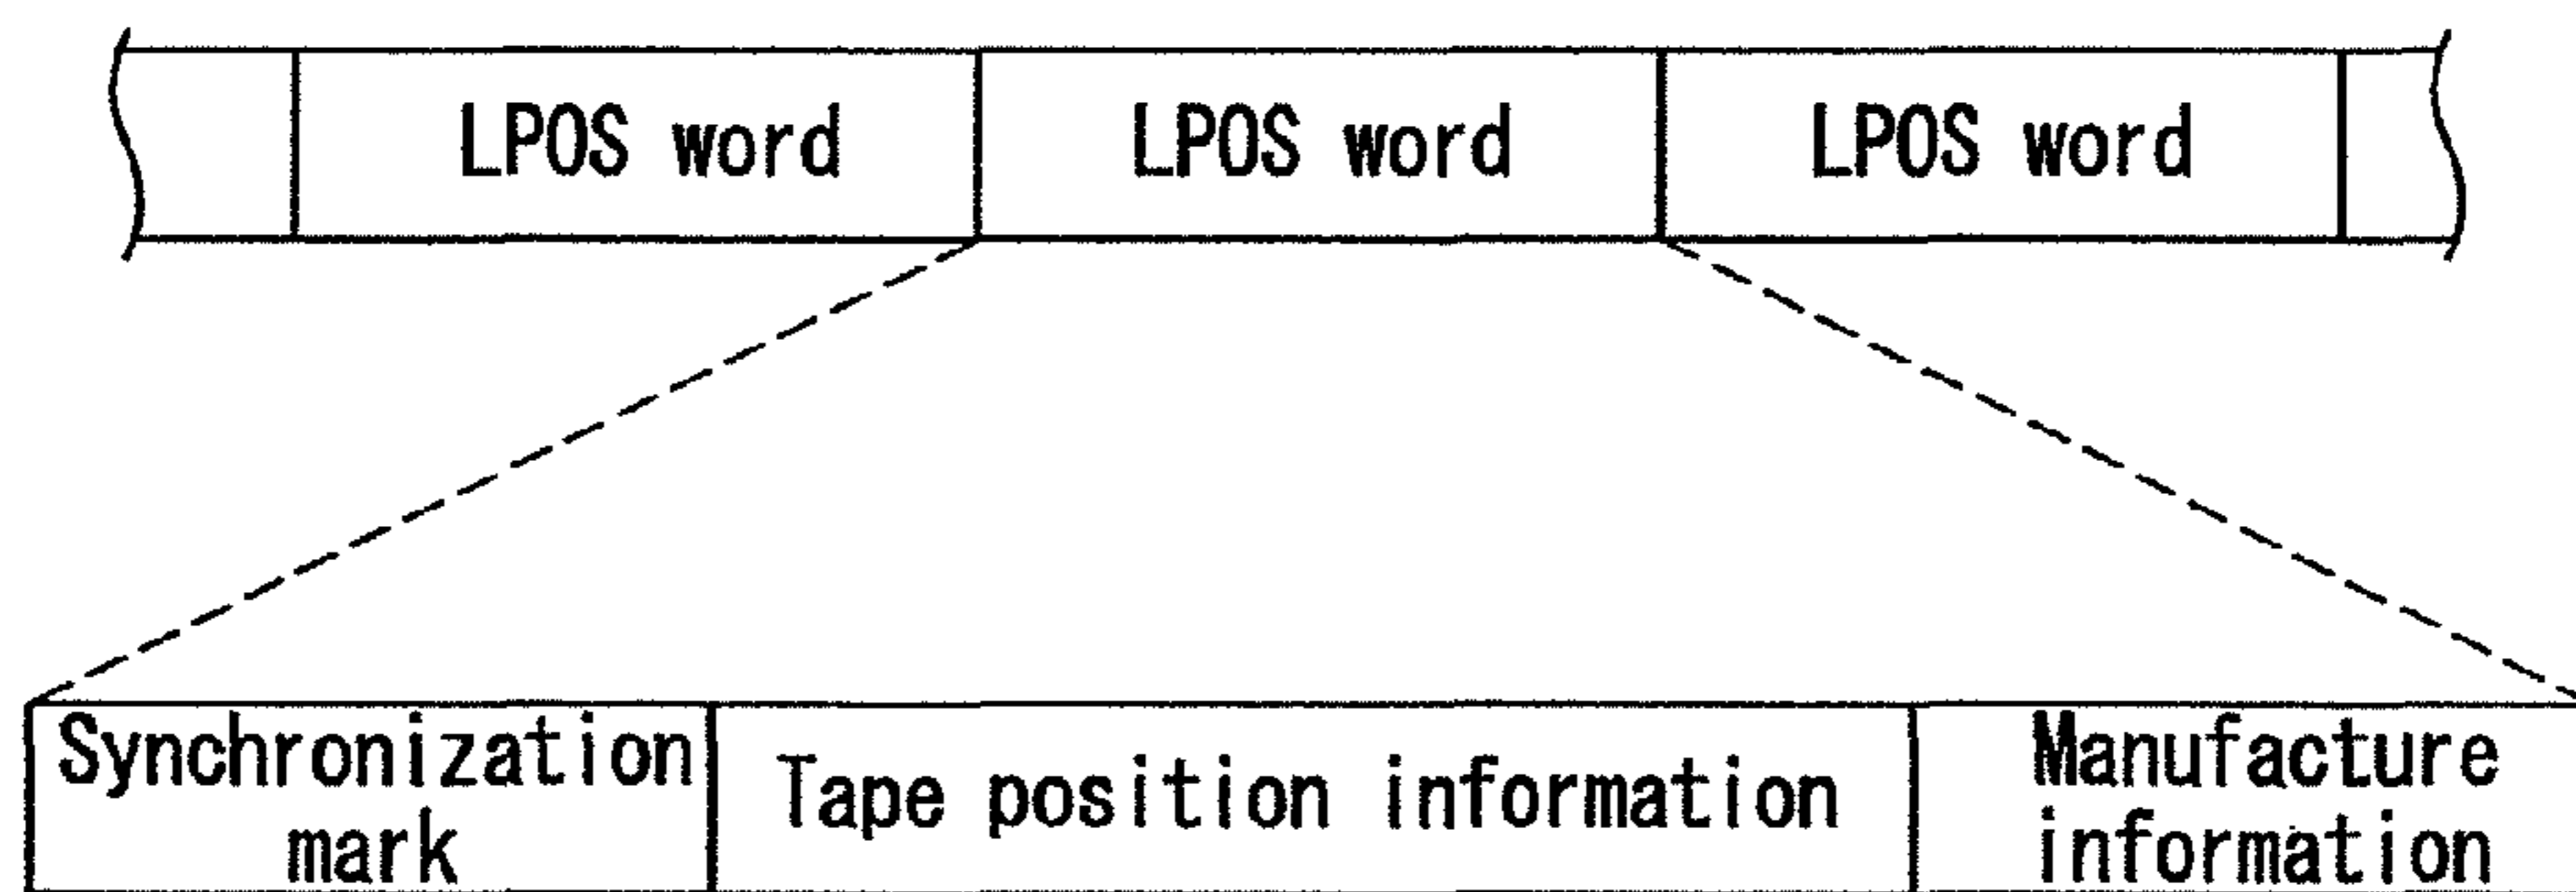 LPOS word LPOS word LPOS word
Synchronization
mark
Tape position information
Manufacture
information